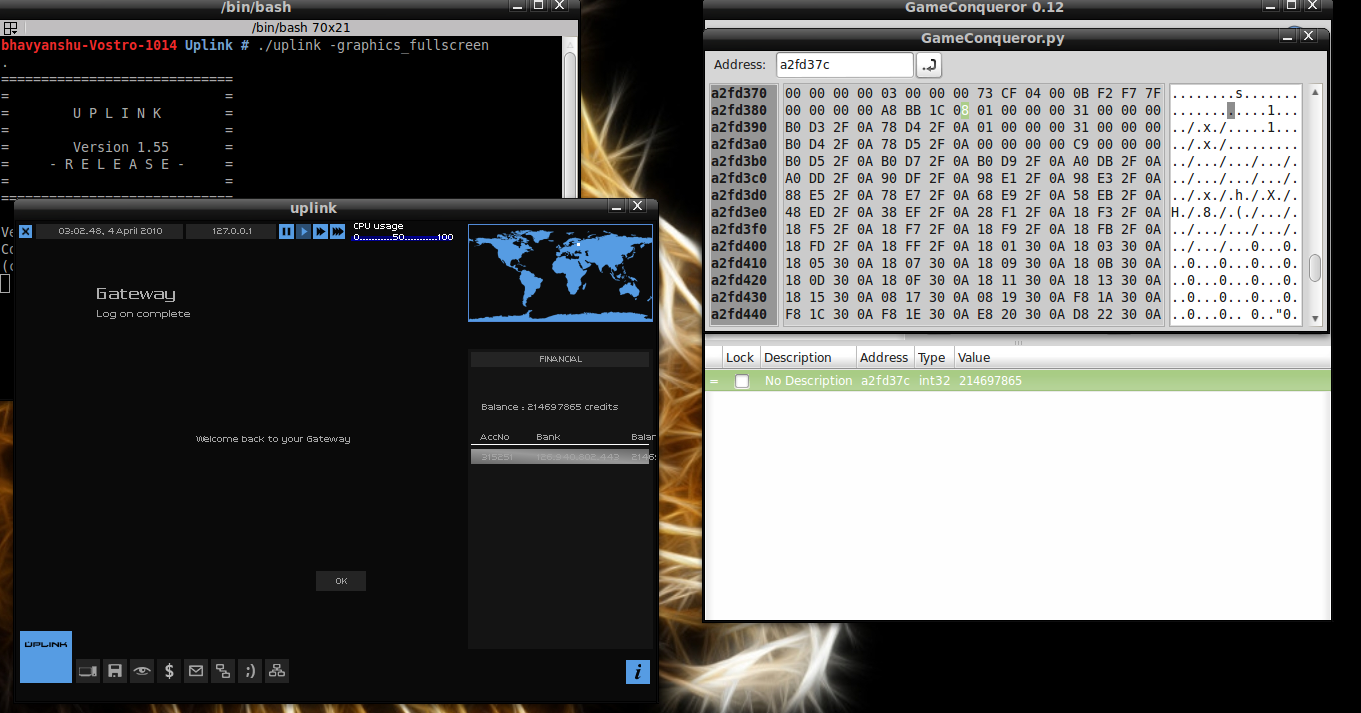 /bin/bash
/bin/bash 70x21
bhavyanshu-Vostro-1014 Uplink # ./uplink -graphics_fullscreen
.
=============================
= =
= U P L I N K =
= =
= Version 1.55 =
= - R E L E A S E - =
= =
=============================
Ve
Co
(c
uplink
03:02.48, 4 April 2010
127.0.0.1
CPU usage
0..........50..........100
Gateway
Log on complete
FINANCIAL
Balance : 214697865 credits
AccNo Bank Balan
315251
2146
Welcome back to your Gateway
OK
UPLINK
$
;)
i
GameConqueror 0.12
GameConqueror.py
Address: a2fd37c
a2fd370 00 00 00 00 03 00 00 00 73 CF 04 00 0B F2 F7 7F ........s.......
a2fd380 00 00 00 00 A8 BB 1C 08 01 00 00 00 31 00 00 00 ............1...
a2fd390 B0 D3 2F 0A 78 D4 2F 0A 01 00 00 00 31 00 00 00 ../.x./.....1...
a2fd3a0 B0 D4 2F 0A 78 D5 2F 0A 00 00 00 00 C9 00 00 00 ../.x./.........
a2fd3b0 B0 D5 2F 0A B0 D7 2F 0A B0 D9 2F 0A A0 DB 2F 0A ../.../.../.../.
a2fd3c0 A0 DD 2F 0A 90 DF 2F 0A 98 E1 2F 0A 98 E3 2F 0A ../.../.../.../.
a2fd3d0 88 E5 2F 0A 78 E7 2F 0A 68 E9 2F 0A 58 EB 2F 0A ../.x./.h./.X./.
a2fd3e0 48 ED 2F 0A 38 EF 2F 0A 28 F1 2F 0A 18 F3 2F 0A H./.8./.(./.../.
a2fd3f0 18 F5 2F 0A 18 F7 2F 0A 18 F9 2F 0A 18 FB 2F 0A ../.../.../.../.
a2fd400 18 FD 2F 0A 18 FF 2F 0A 18 01 30 0A 18 03 30 0A ../.../...0...0.
a2fd410 18 05 30 0A 18 07 30 0A 18 09 30 0A 18 0B 30 0A ..0...0...0...0.
a2fd420 18 0D 30 0A 18 0F 30 0A 18 11 30 0A 18 13 30 0A ..0...0...0...0.
a2fd430 18 15 30 0A 08 17 30 0A 08 19 30 0A F8 1A 30 0A ..0...0...0...0.
a2fd440 F8 1C 30 0A F8 1E 30 0A E8 20 30 0A D8 22 30 0A ..0...0.. 0.."0.
Lock Description Address Type Value
= No Description a2fd37c int32 214697865